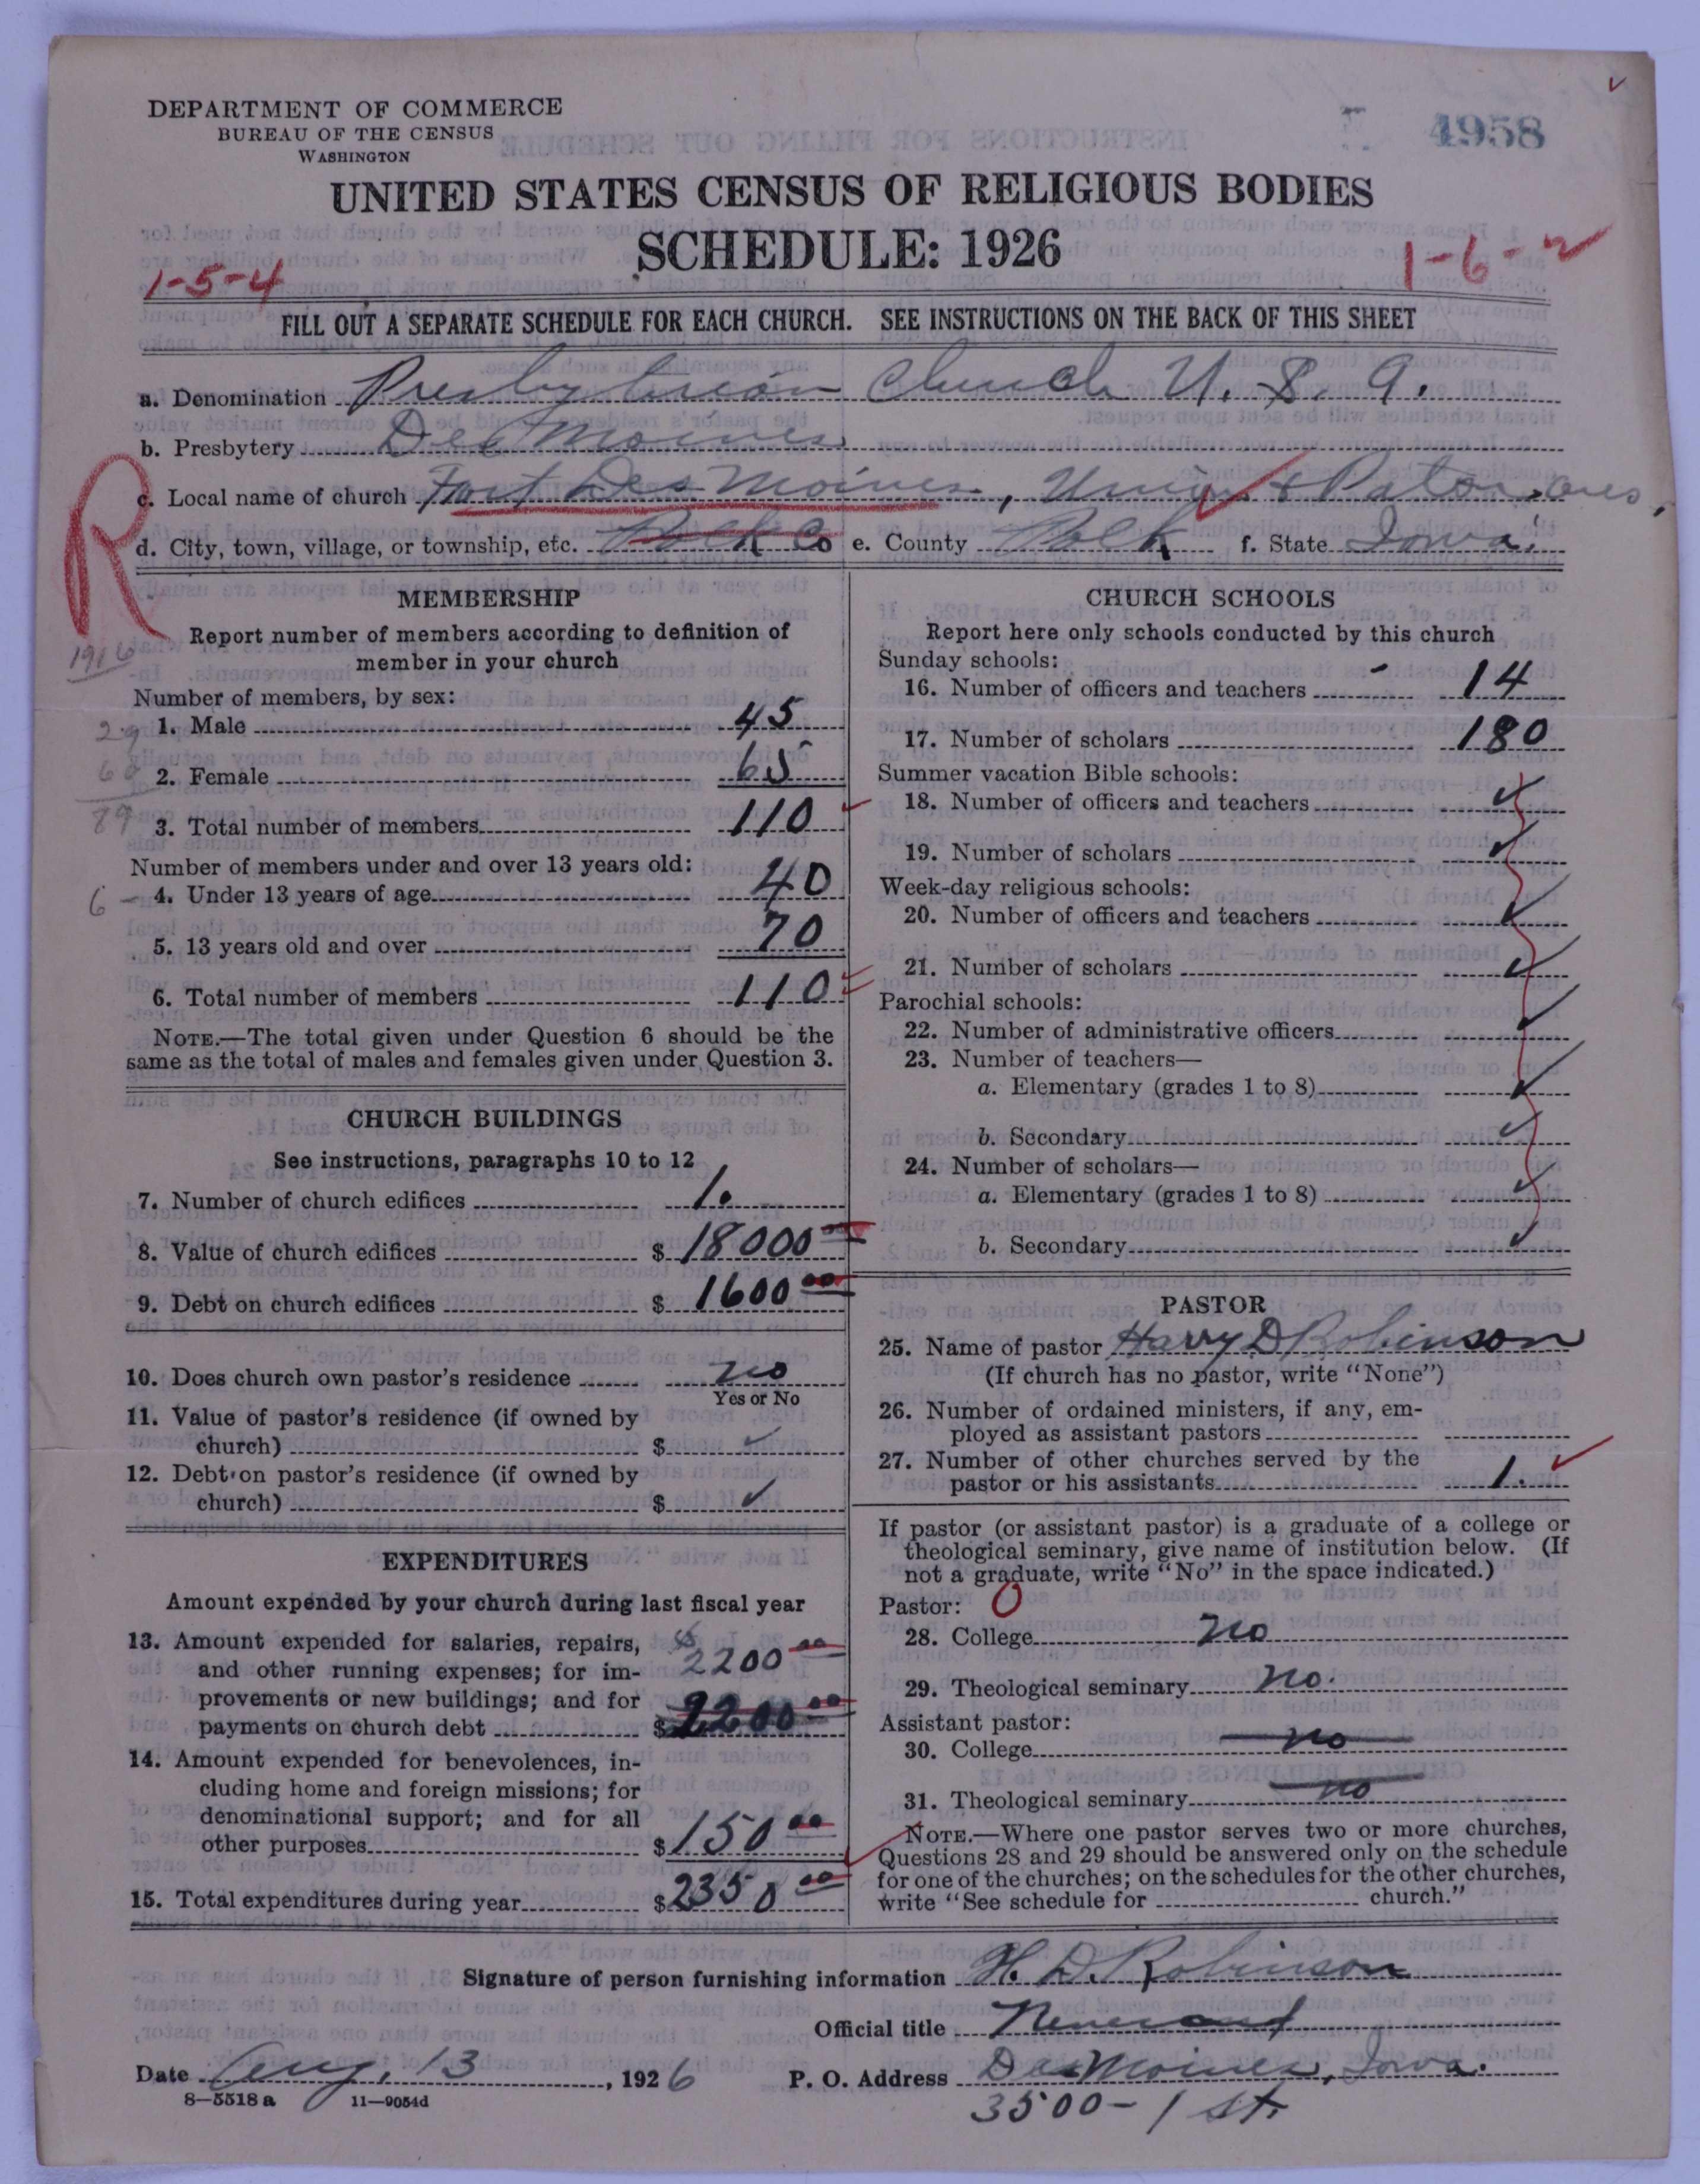 DEPARTMENT OF COMMERCE
BUREAU OF THE CENSUS
WASHINGTON
4958
UNITED STATES CENSUS OF RELIGIOUS BODIES
SCHEDULE: 1926
1-5-4
1-6-2
FILL OUT A SEPARATE SCHEDULE FOR EACH CHURCH. SEE INSTRUCTIONS ON THE BACK OF THIS SHEET
a. Denomination Presbyterian Church U. S. A.
b. Presbytery Des Moines
c. Local name of church Fort Des Moines, Union & Payton aves,
d. City, town, village, or township, etc. Polk Co e. County Polk f. State Iowa.
R
1916
MEMBERSHIP
Report number of members according to definition of
member in your church
Number of members, by sex:
29 1. Male 45
60 2. Female 65
89 3. Total number of members 110
Number of members under and over 13 years old:
6 - 4. Under 13 years of age 40
5. 13 years old and over 70
6. Total number of members 110
NOTE.—The total given under Question 6 should be the
same as the total of males and females given under Question 3.
CHURCH BUILDINGS
See instructions, paragraphs 10 to 12
7. Number of church edifices 1.
8. Value of church edifices $ 18000 00
9. Debt on church edifices $ 1600 00
10. Does church own pastor's residence no
Yes or No
11. Value of pastor's residence (if owned by
church) $ ✓
12. Debt on pastor's residence (if owned by
church) $ ✓
EXPENDITURES
Amount expended by your church during last fiscal year
13. Amount expended for salaries, repairs,
and other running expenses; for im- 2200 00
provements or new buildings; and for
payments on church debt $ 2200 00
14. Amount expended for benevolences, in-
cluding home and foreign missions; for
denominational support; and for all
other purposes $ 150 00
15. Total expenditures during year $ 2350 00
CHURCH SCHOOLS
Report here only schools conducted by this church
Sunday schools:
16. Number of officers and teachers 14
17. Number of scholars 180
Summer vacation Bible schools:
18. Number of officers and teachers ✓
19. Number of scholars ✓
Week-day religious schools:
20. Number of officers and teachers ✓
21. Number of scholars ✓
Parochial schools:
22. Number of administrative officers ✓
23. Number of teachers—
a. Elementary (grades 1 to 8) ✓
b. Secondary ✓
24. Number of scholars—
a. Elementary (grades 1 to 8) ✓
b. Secondary ✓
PASTOR
25. Name of pastor Harry D Robinson
(If church has no pastor, write "None")
26. Number of ordained ministers, if any, em-
ployed as assistant pastors
27. Number of other churches served by the
pastor or his assistants 1.
If pastor (or assistant pastor) is a graduate of a college or
theological seminary, give name of institution below. (If
not a graduate, write "No" in the space indicated.)
Pastor: O
28. College no
29. Theological seminary no.
Assistant pastor:
30. College no
31. Theological seminary no
NOTE.—Where one pastor serves two or more churches,
Questions 28 and 29 should be answered only on the schedule
for one of the churches; on the schedules for the other churches,
write "See schedule for church."
Signature of person furnishing information H. D. Robinson
Official title Reverend
Date Aug. 13, 1926 P. O. Address Des Moines, Iowa.
8—5518 a 11—9054d
3500 - 1 St.